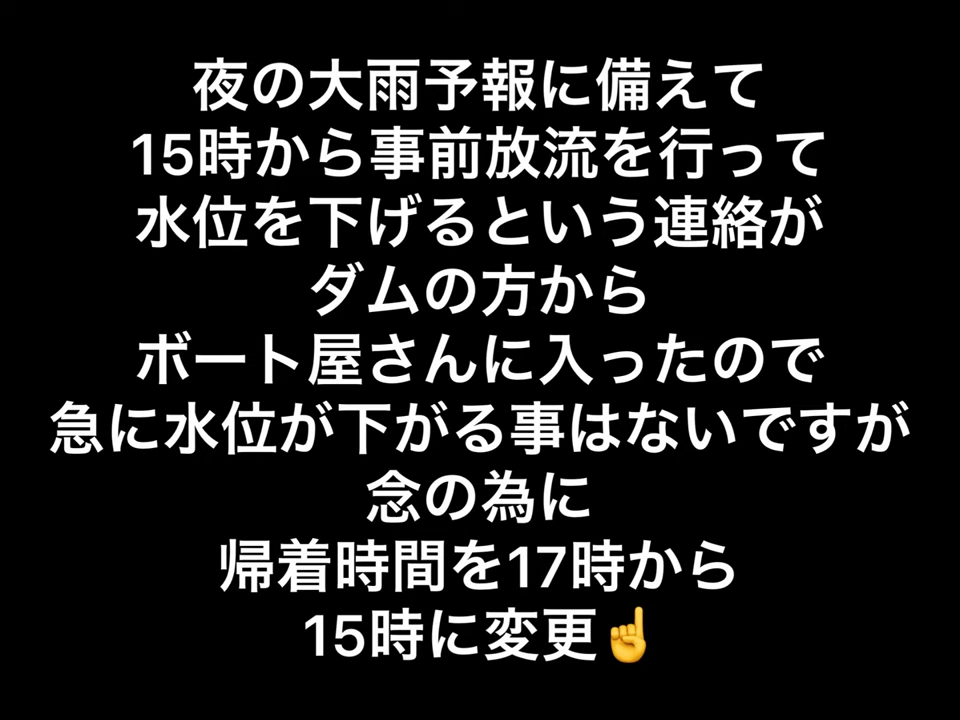 夜の大雨予報に備えて
15時から事前放流を行って
水位を下げるという連絡が
ダムの方から
ボート屋さんに入ったので
急に水位が下がる事はないですが
念の為に
帰着時間を17時から
15時に変更☝️